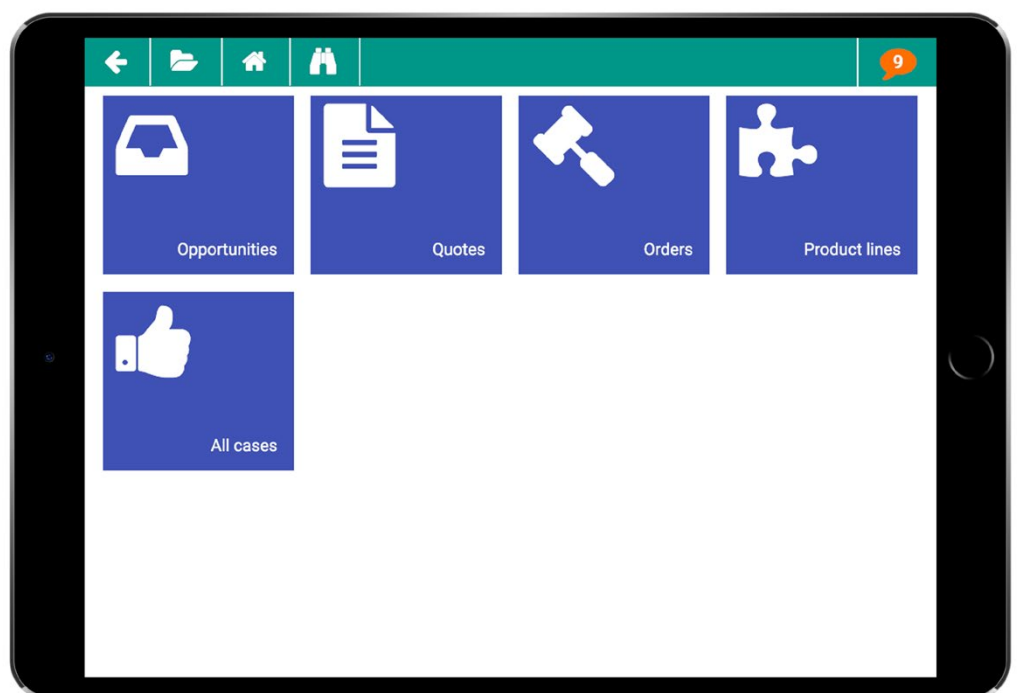 9
Opportunities
Quotes
Orders
Product lines
All cases